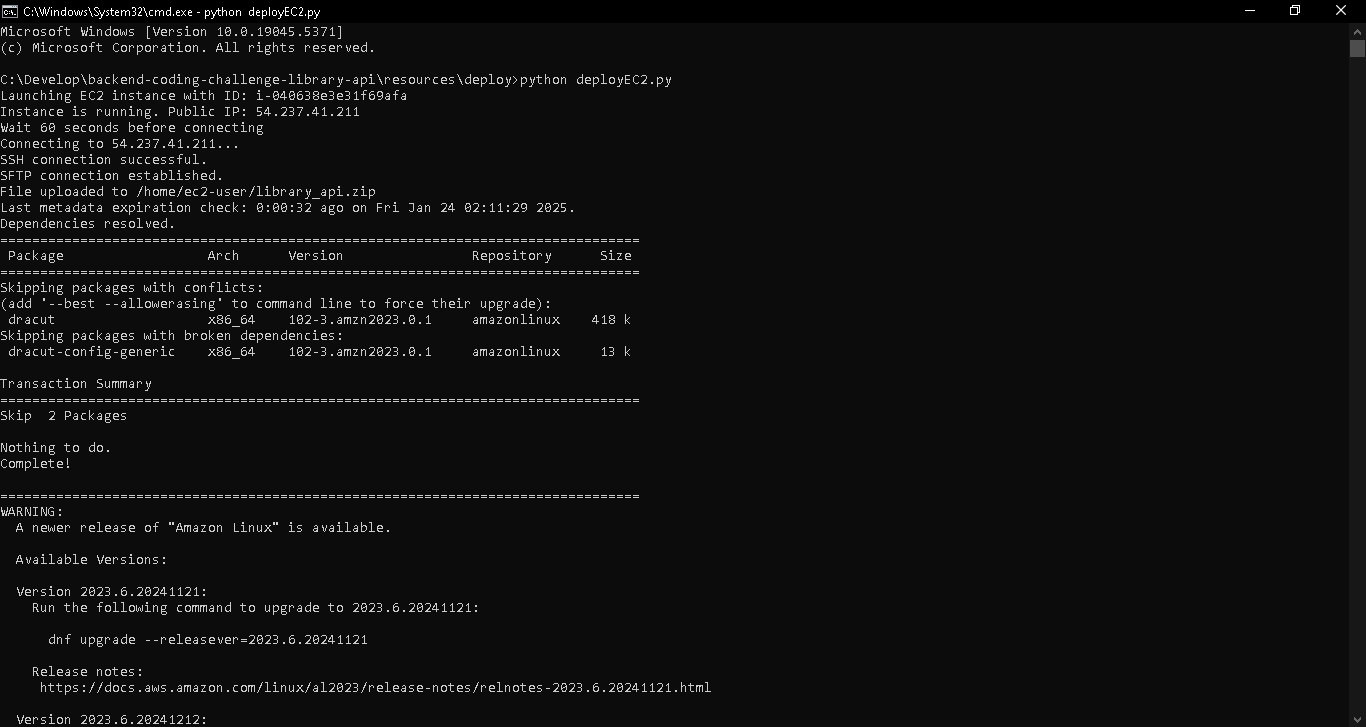 C:\Windows\System32\cmd.exe - python deployEC2.py
Microsoft Windows [Version 10.0.19045.5371]
(c) Microsoft Corporation. All rights reserved.
C:\Develop\backend-coding-challenge-library-api\resources\deploy>python deployEC2.py
Launching EC2 instance with ID: i-040638e3e31f69afa
Instance is running. Public IP: 54.237.41.211
Wait 60 seconds before connecting
Connecting to 54.237.41.211...
SSH connection successful.
SFTP connection established.
File uploaded to /home/ec2-user/library_api.zip
Last metadata expiration check: 0:00:32 ago on Fri Jan 24 02:11:29 2025.
Dependencies resolved.
================================================================================
 Package                  Arch      Version                Repository      Size
================================================================================
Skipping packages with conflicts:
(add '--best --allowerasing' to command line to force their upgrade):
 dracut                   x86_64    102-3.amzn2023.0.1     amazonlinux    418 k
Skipping packages with broken dependencies:
 dracut-config-generic    x86_64    102-3.amzn2023.0.1     amazonlinux     13 k
Transaction Summary
================================================================================
Skip  2 Packages
Nothing to do.
Complete!
================================================================================
WARNING:
  A newer release of "Amazon Linux" is available.
  Available Versions:
  Version 2023.6.20241121:
    Run the following command to upgrade to 2023.6.20241121:
      dnf upgrade --releasever=2023.6.20241121
    Release notes:
     https://docs.aws.amazon.com/linux/al2023/release-notes/relnotes-2023.6.20241121.html
  Version 2023.6.20241212: